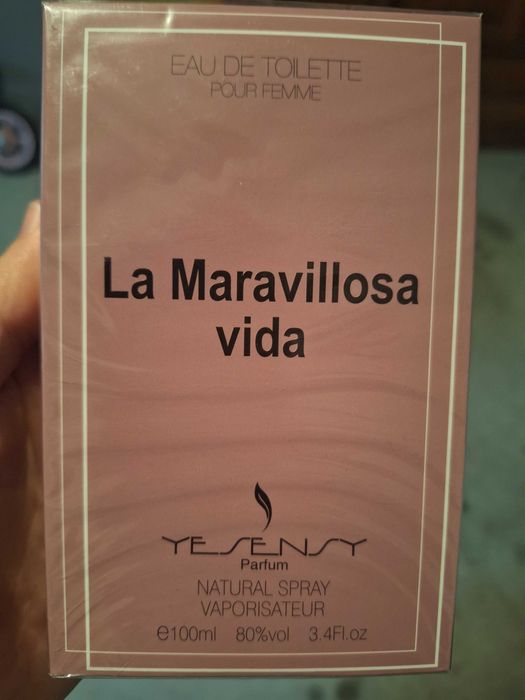 EAU DE TOILETTE
POUR FEMME
La Maravillosa
vida
YESENSY
Parfum
NATURAL SPRAY
VAPORISATEUR
℮100ml 80%vol 3.4Fl.oz